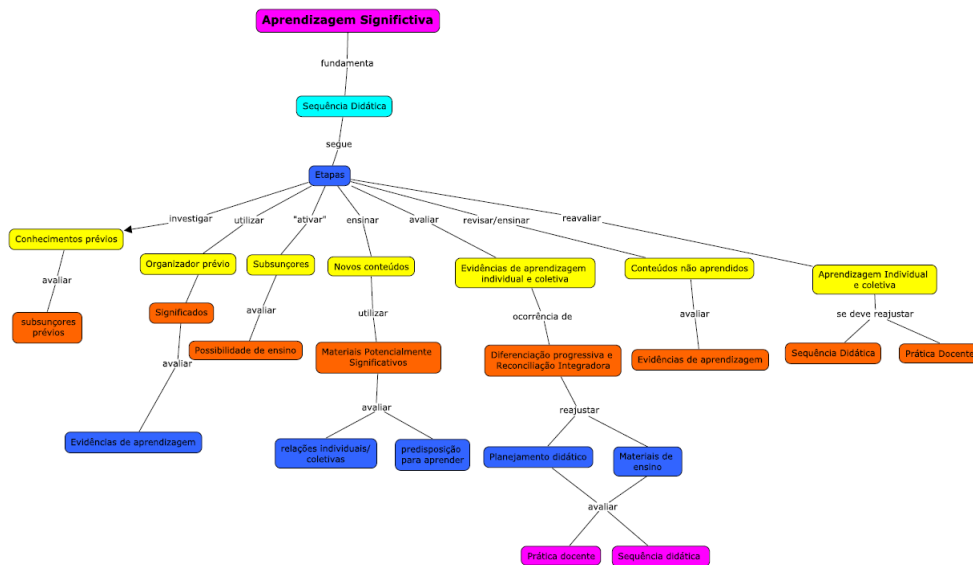 Aprendizagem Significtiva
fundamenta
Sequência Didática
segue
Etapas
investigar
utilizar
"ativar"
ensinar
avaliar
revisar/ensinar
reavaliar
Conhecimentos prévios
Organizador prévio
Subsunçores
Novos conteúdos
Evidências de aprendizagem
individual e coletiva
Conteúdos não aprendidos
Aprendizagem Individual
e coletiva
avaliar
avaliar
utilizar
ocorrência de
avaliar
se deve reajustar
subsunçores
prévios
Significados
Possibilidade de ensino
Materiais Potencialmente
Significativos
Diferenciação progressiva e
Reconciliação Integradora
Evidências de aprendizagem
Sequência Didática
Prática Docente
avaliar
avaliar
reajustar
Evidências de aprendizagem
relações individuais/
coletivas
predisposição
para aprender
Planejamento didático
Materiais de
ensino
avaliar
Prática docente
Sequência didática